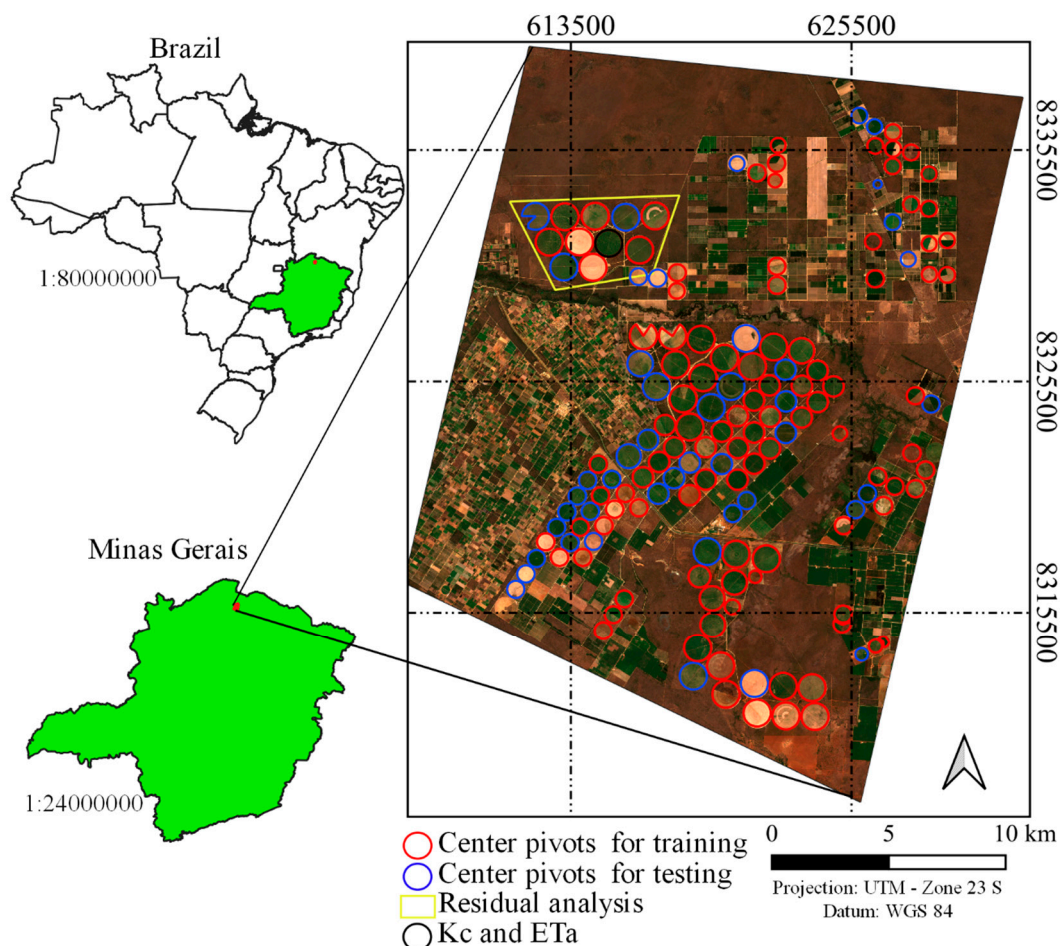 Brazil
1:80000000
Minas Gerais
1:24000000
613500
625500
8335500
8325500
8315500
Center pivots for training
Center pivots for testing
Residual analysis
Kc and ETa
0 5 10 km
Projection: UTM - Zone 23 S
Datum: WGS 84